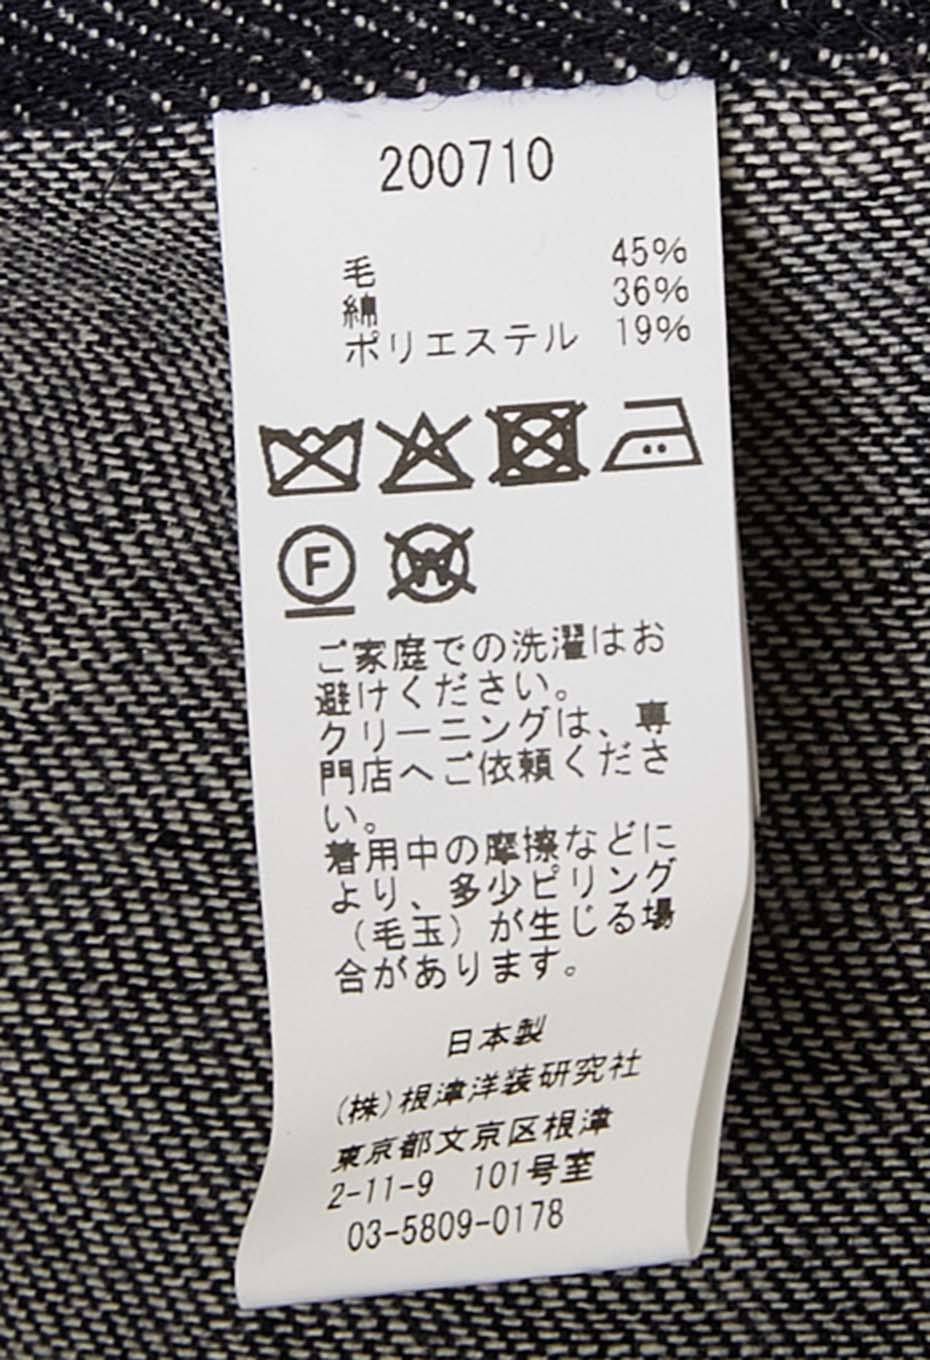 200710
毛 45%
綿 36%
ポリエステル 19%
F
W
ご家庭での洗濯はお
避けください。
クリーニングは、専
門店へご依頼くださ
い。
着用中の摩擦などに
より、多少ピリング
（毛玉）が生じる場
合があります。
日本製
(株)根津洋装研究社
東京都文京区根津
2-11-9 101号室
03-5809-0178